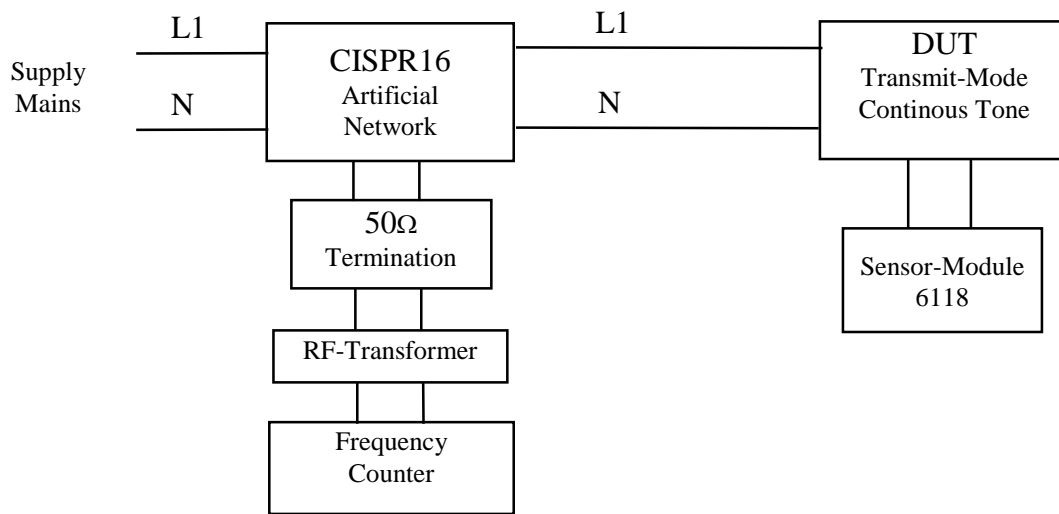 L1
N
Supply
Mains
CISPR16
Artificial
Network
L1
N
DUT
Transmit-Mode
Continous Tone
50Ω
Termination
Sensor-Module
6118
RF-Transformer
Frequency
Counter